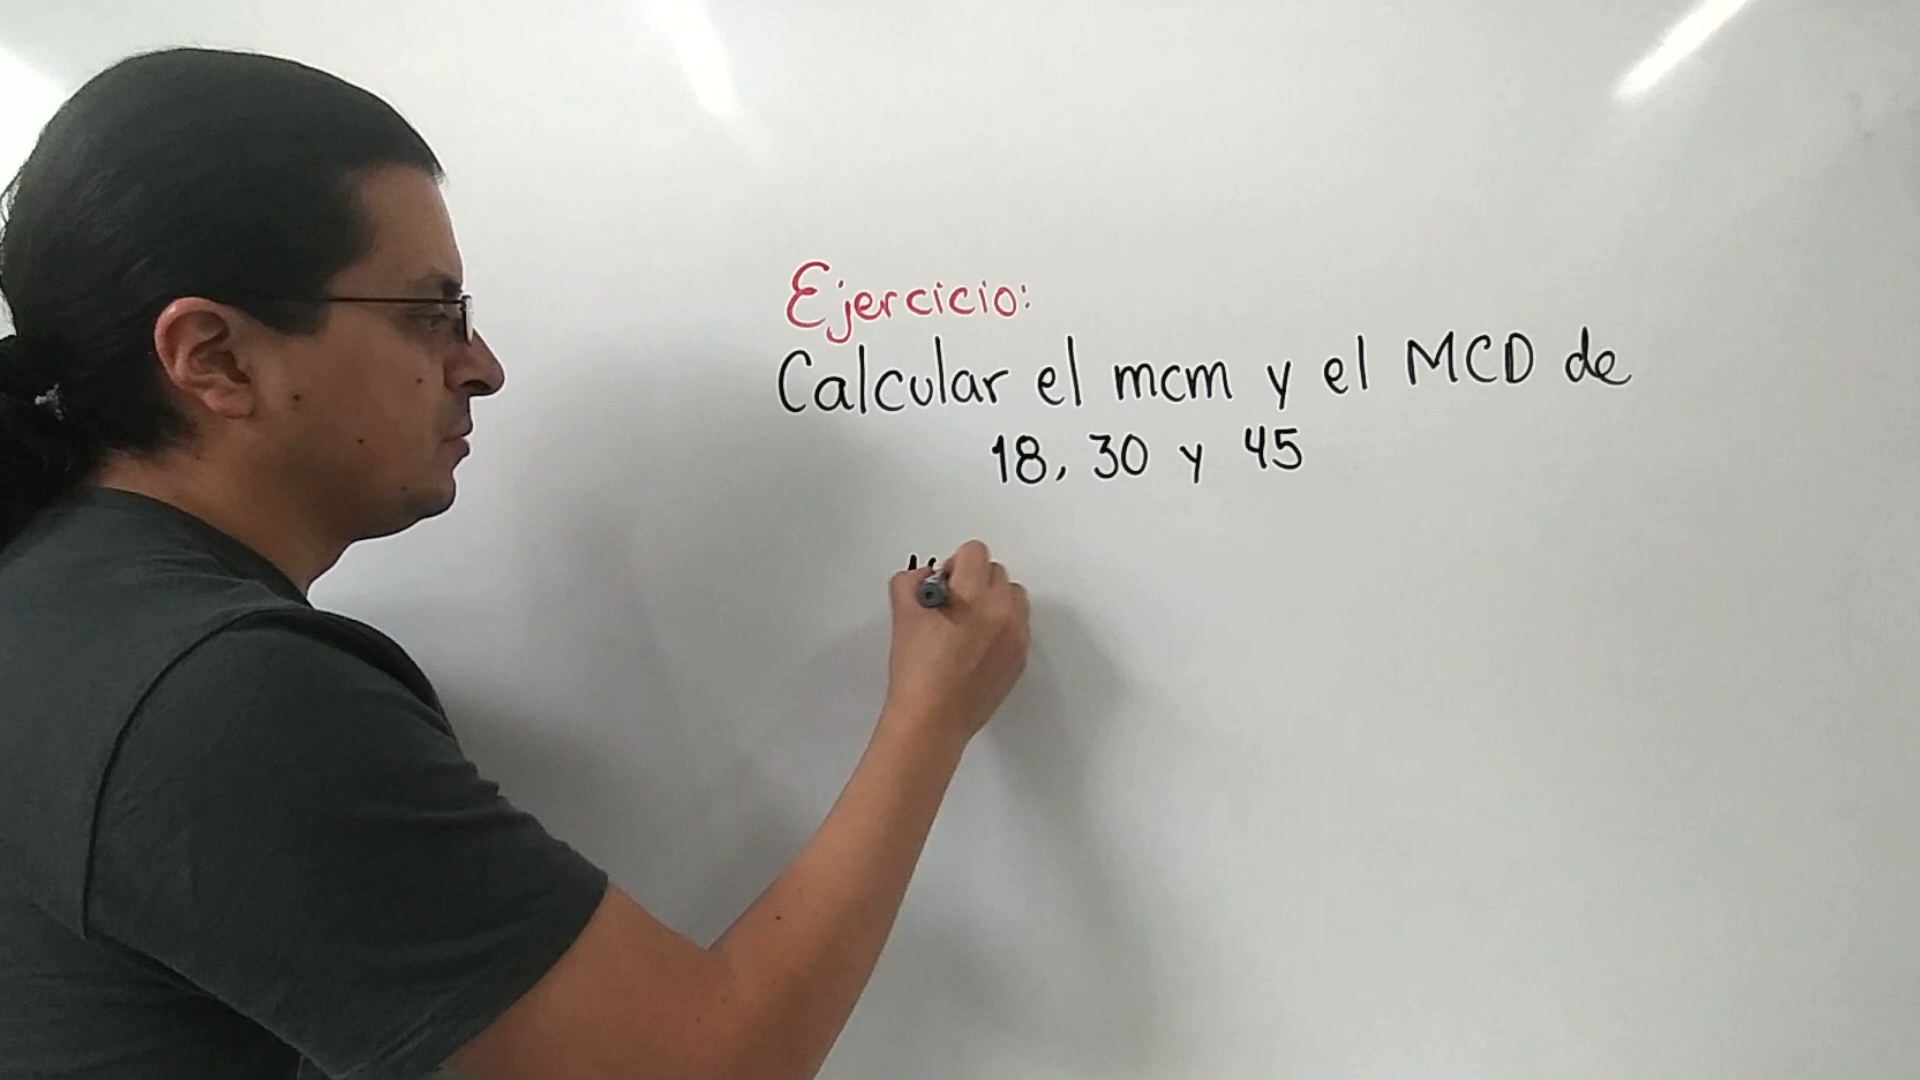 Ejercicio:
Calcular el mcm y el MCD de
18, 30 y 45